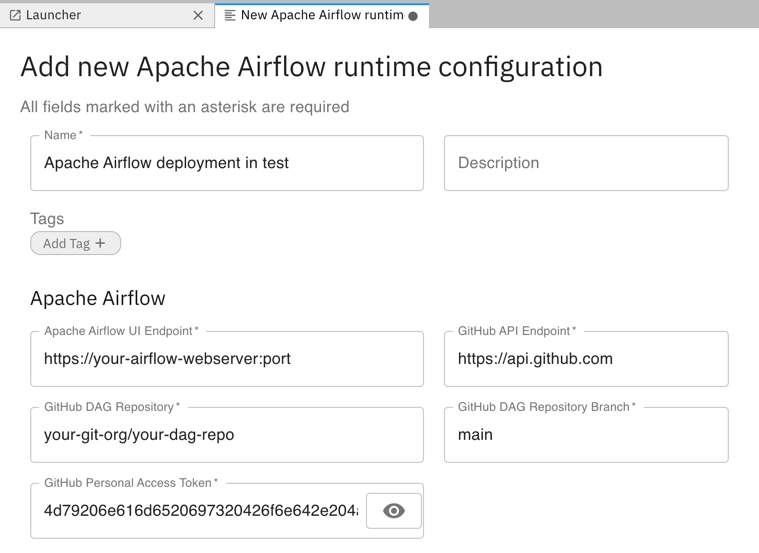 Launcher
New Apache Airflow runtim
Add new Apache Airflow runtime configuration
All fields marked with an asterisk are required
Name *
Apache Airflow deployment in test
Description
Tags
Add Tag +
Apache Airflow
Apache Airflow UI Endpoint *
https://your-airflow-webserver:port
GitHub API Endpoint *
https://api.github.com
GitHub DAG Repository *
your-git-org/your-dag-repo
GitHub DAG Repository Branch *
main
GitHub Personal Access Token *
4d79206e616d6520697320426f6e642e204a